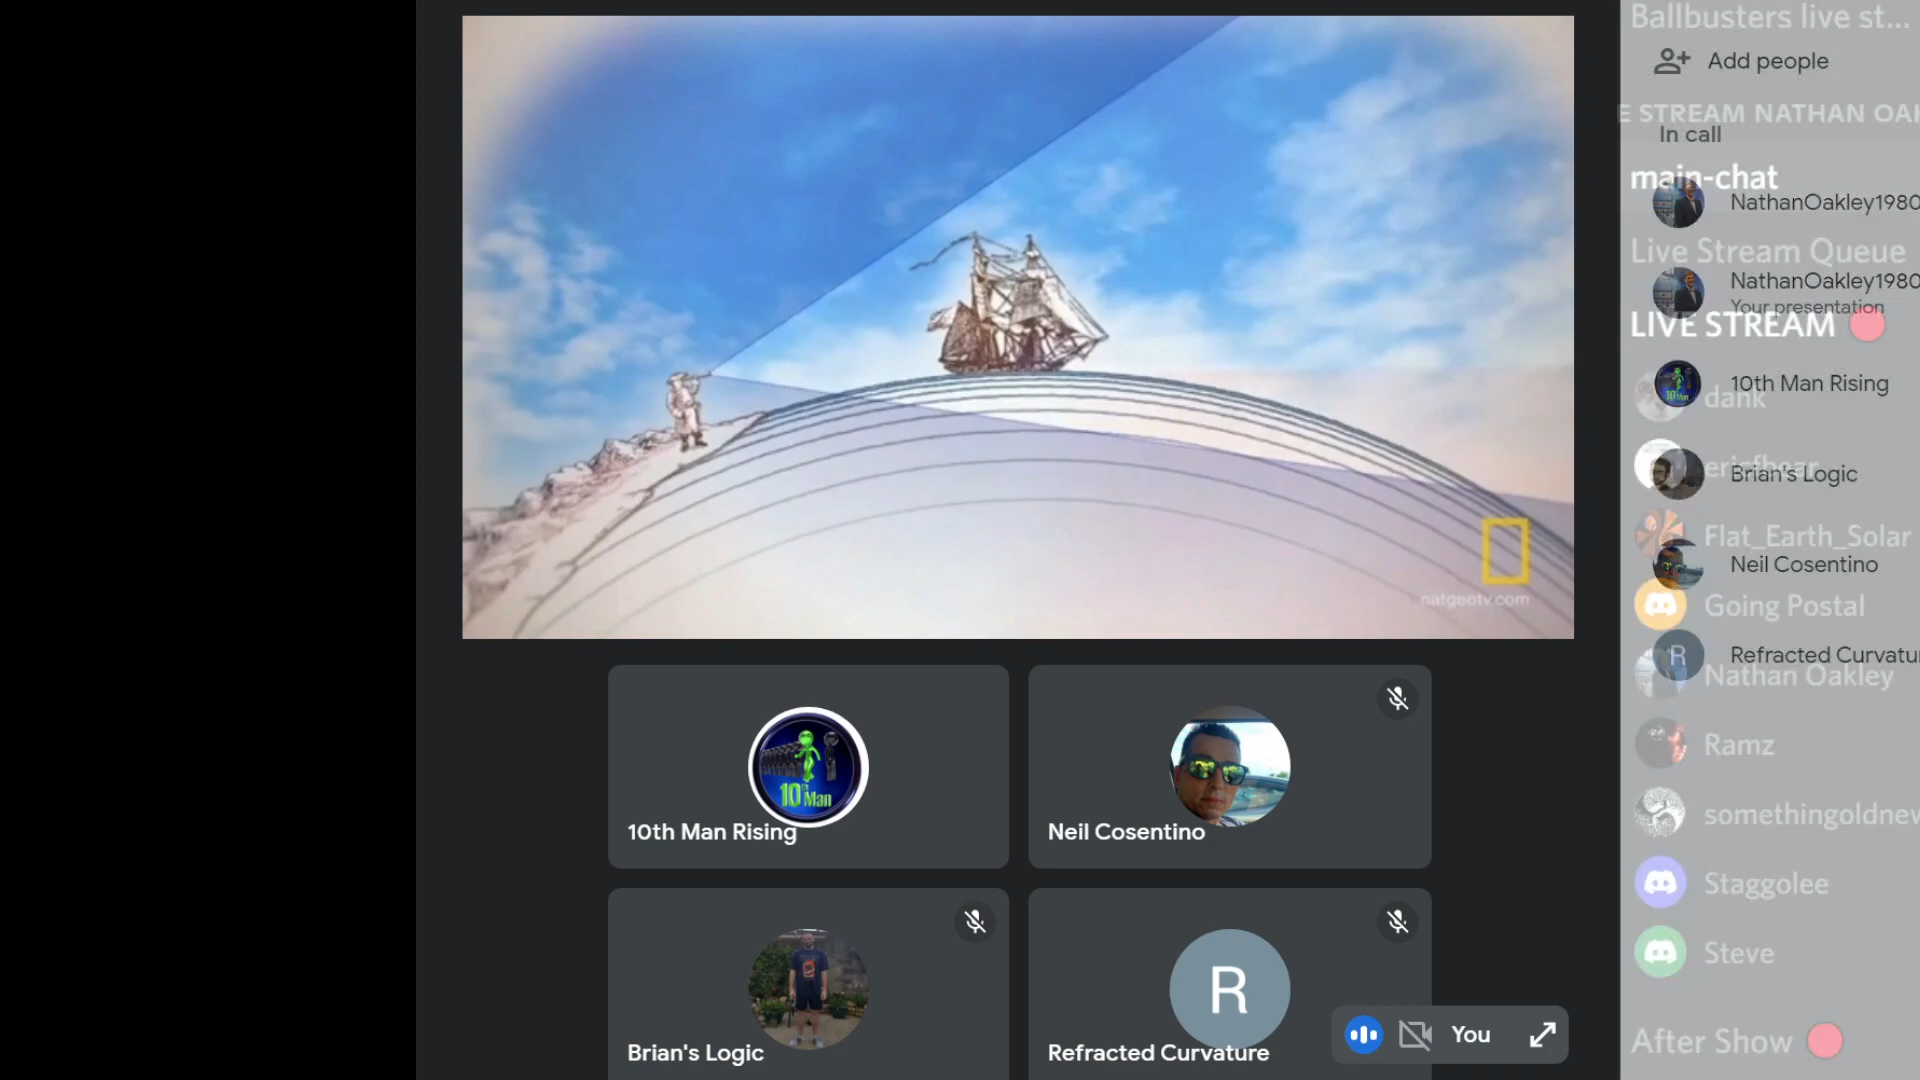 Ballbusters live st...
Add people
E STREAM NATHAN OAK
In call
main-chat
NathanOakley1980
Live Stream Queue
NathanOakley1980
Your presentation
LIVE STREAM
10th Man Rising
dank
Brian's Logic
Flat_Earth_Solar
Neil Cosentino
Going Postal
natgeotv.com
R
Refracted Curvatu
Nathan Oakley
Ramz
somethingoldnew
Staggolee
Steve
After Show
10th Man
10th Man Rising
Neil Cosentino
Brian's Logic
R
Refracted Curvature
You